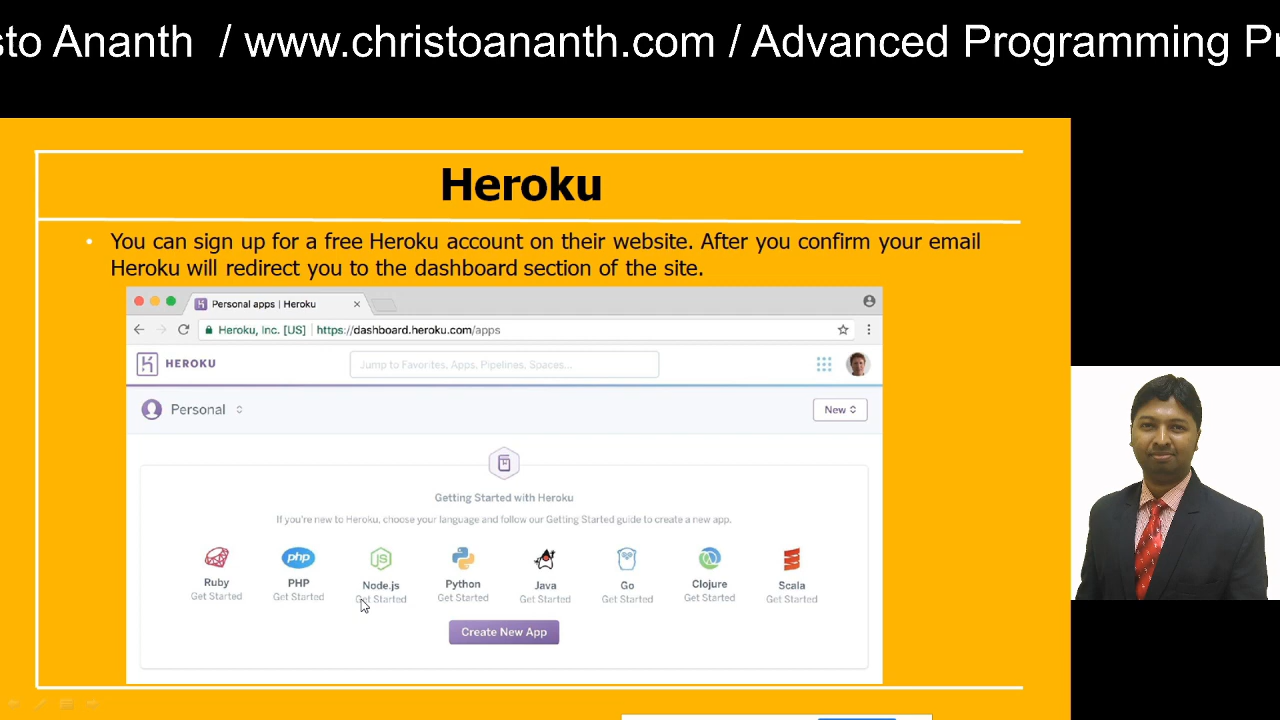 sto Ananth / www.christoananth.com / Advanced Programming Pr
Heroku
• You can sign up for a free Heroku account on their website. After you confirm your email
Heroku will redirect you to the dashboard section of the site.
Personal apps | Heroku
Heroku, Inc. [US] | https://dashboard.heroku.com/apps
HEROKU
Jump to Favorites, Apps, Pipelines, Spaces...
Personal
New
Getting Started with Heroku
If you're new to Heroku, choose your language and follow our Getting Started guide to create a new app.
php
Ruby PHP Node.js Python Java Go Clojure Scala
Get Started Get Started Get Started Get Started Get Started Get Started Get Started Get Started
Create New App